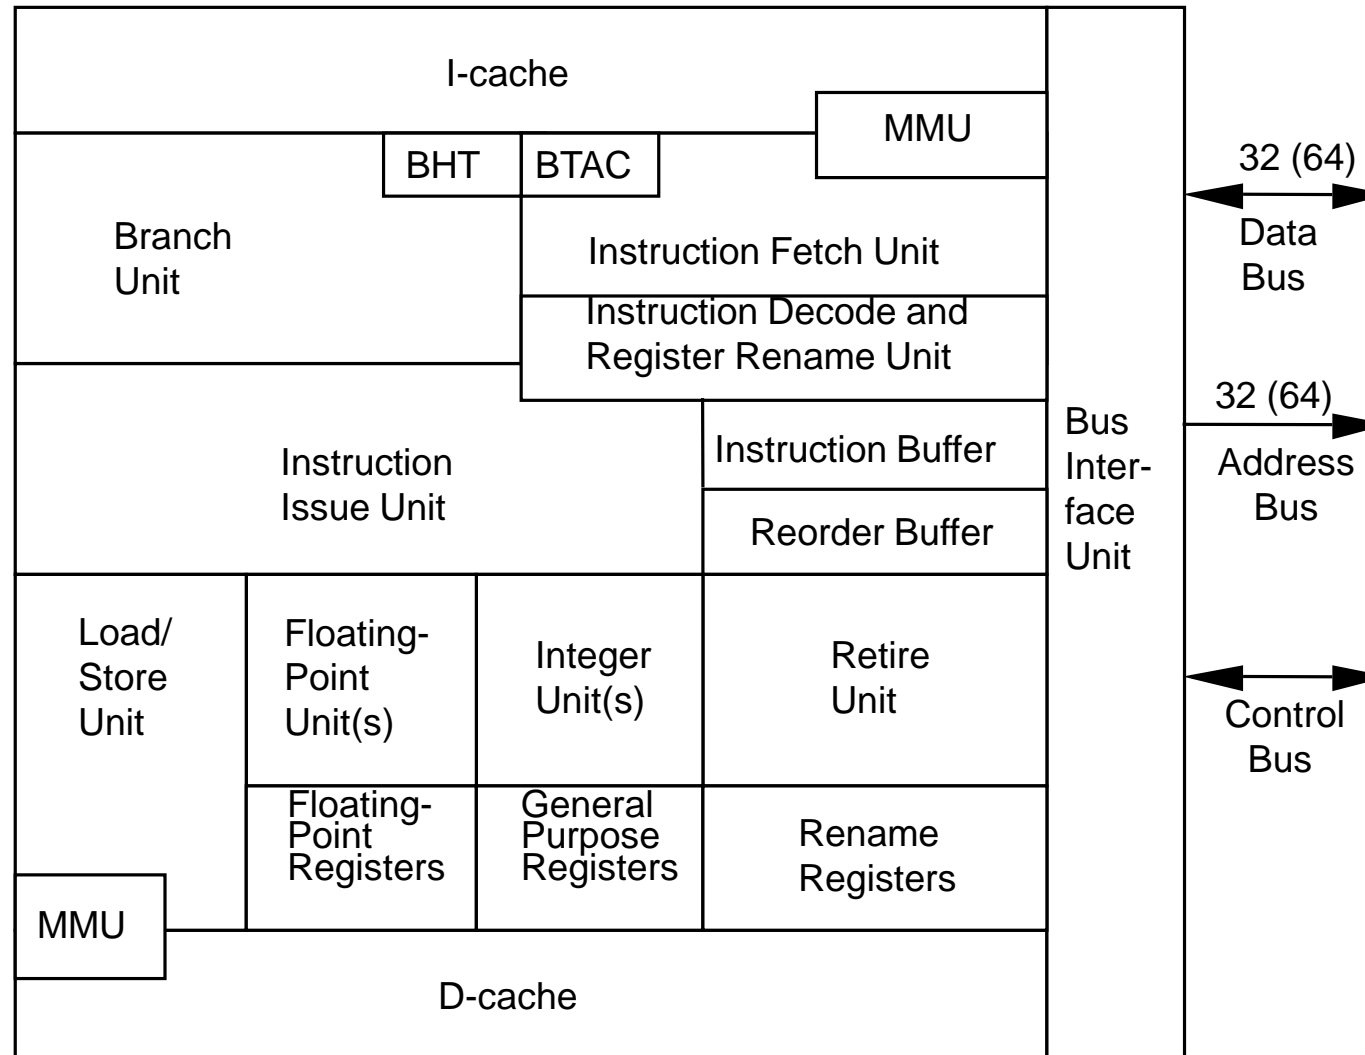 I-cache
MMU
BHT
BTAC
Branch
Unit
Instruction Fetch Unit
Instruction Decode and
Register Rename Unit
Instruction
Issue Unit
Instruction Buffer
Reorder Buffer
Load/
Store
Unit
Floating-
Point
Unit(s)
Integer
Unit(s)
Retire
Unit
Floating-
Point
Registers
General
Purpose
Registers
Rename
Registers
MMU
D-cache
Bus
Inter-
face
Unit
32 (64)
Data
Bus
32 (64)
Address
Bus
Control
Bus